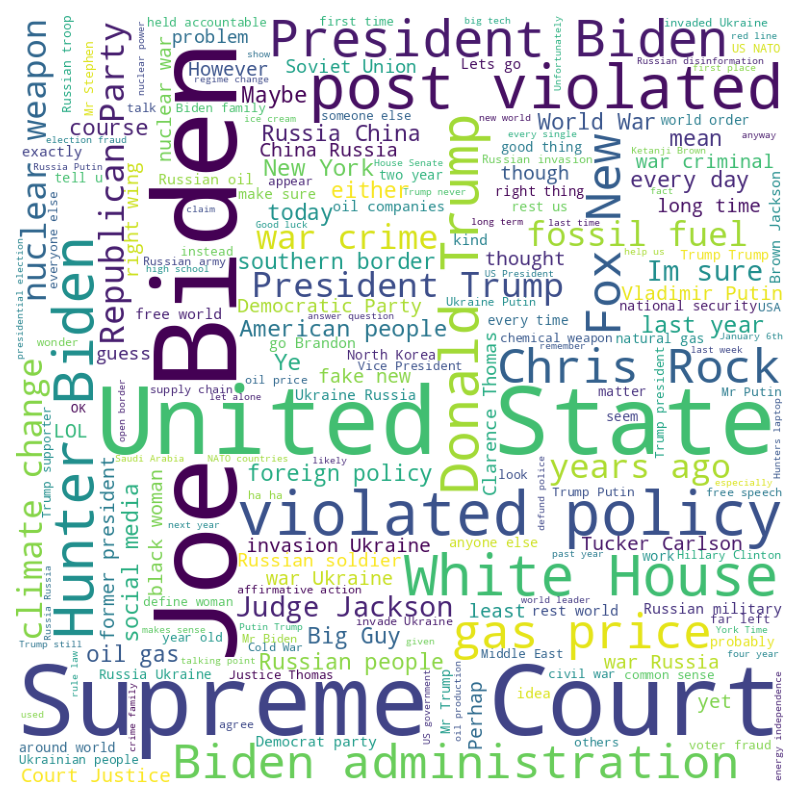 held accountable
first time
big tech
President Biden
invaded Ukraine
red line
US NATO
Russian disinformation
first place
Russian troop
Mr Stephen
nuclear weapon
Republican Party
problem
However
regime change
show
nuclear power
Soviet Union
Lets go
Unfortunately
post violated
talk
Biden family
nuclear war
Maybe
someone else
new world
World War
world order
election fraud
course
ice cream
Russia China
every single
good thing
mean
Ketanji Brown
anyway
exactly
Russia Putin
tell u
China Russia
House Senate
Russian invasion
war criminal
New York
two year
though
every day
fact
everyone else
right wing
Russian oil
make sure
appear
either
Trump never
right thing
rest us
long time
Brown Jackson
claim
Good luck
today
oil companies
long term
last time
fossil fuel
Joe Biden
instead
war crime
kind
Fox New
help us
Trump Trump
Russian army
southern border
thought
Im sure
high school
US President
presidential election
Hunter Biden
President Trump
Donald Trump
Ukraine Putin
Vladimir Putin
free world
Democratic Party
every time
national security
USA
wonder
American people
answer question
chemical weapon
last year
natural gas
January 6th
guess
go Brandon
Vice President
remember
North Korea
Clarence Thomas
Chris Rock
last week
climate change
supply chain
oil price
Ye
fake new
let alone
Ukraine Russia
matter
Mr Putin
OK
open border
seem
Trump president
LOL
United State
Trump supporter
Saudi Arabia
NATO countries
likely
Hunters laptop
former president
social media
black woman
foreign policy
look
years ago
especially
ha ha
Trump Putin
defund police
free speech
next year
violated policy
past year
Russia Russia
invasion Ukraine
anyone else
Tucker Carlson
Russian soldier
work
Hillary Clinton
define woman
war Ukraine
White House
affirmative action
world leader
makes sense
year old
Putin Trump
Judge Jackson
invade Ukraine
least
rest world
Russian military
far left
Trump still
Mr Biden
Cold War
Big Guy
given
gas price
York Time
probably
oil gas
talking point
Russian people
Middle East
war Russia
four year
rule law
Russia Ukraine
Justice Thomas
civil war
common sense
Supreme Court
US government
Mr Trump
oil production
Perhap
idea
yet
used
crime family
agree
energy independence
around world
Democrat party
others
voter fraud
Ukrainian people
Court Justice
Biden administration